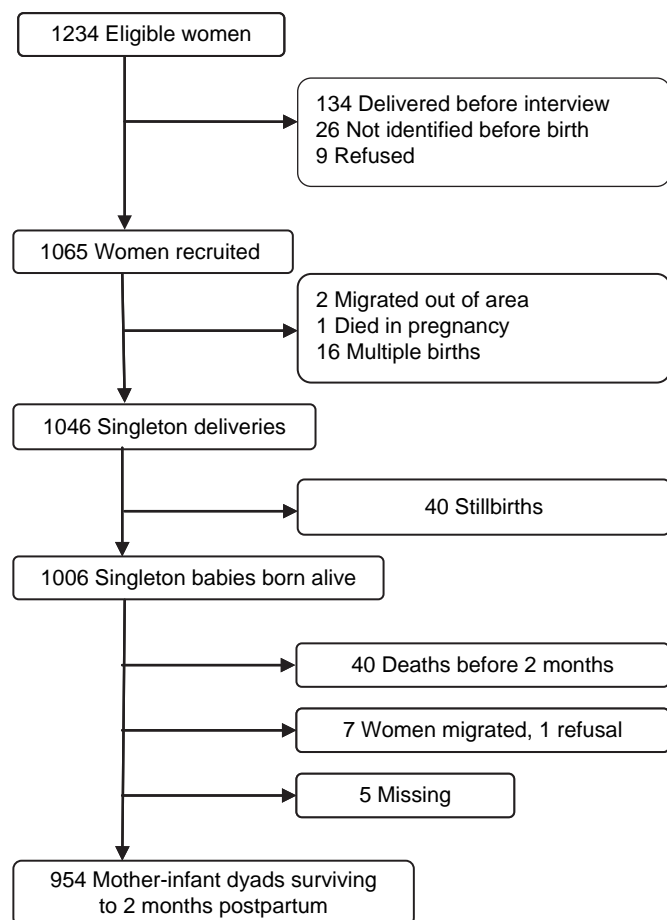 1234 Eligible women
134 Delivered before interview
26 Not identified before birth
9 Refused
1065 Women recruited
2 Migrated out of area
1 Died in pregnancy
16 Multiple births
1046 Singleton deliveries
40 Stillbirths
1006 Singleton babies born alive
40 Deaths before 2 months
7 Women migrated, 1 refusal
5 Missing
954 Mother-infant dyads surviving
to 2 months postpartum